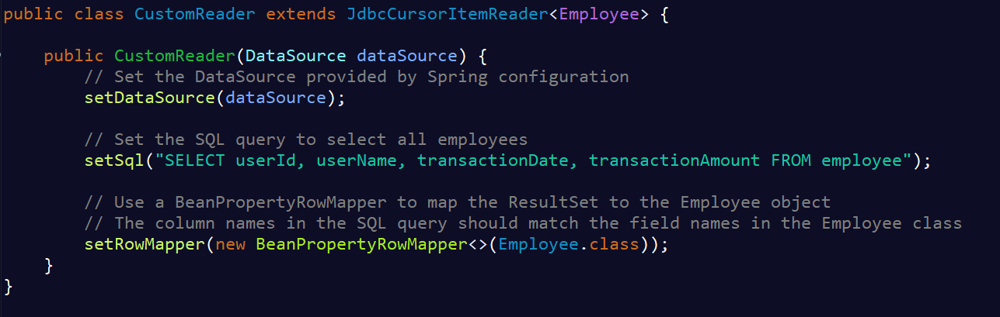 public class CustomReader extends JdbcCursorItemReader<Employee> {
public CustomReader(DataSource dataSource) {
// Set the DataSource provided by Spring configuration
setDataSource(dataSource);
// Set the SQL query to select all employees
setSql("SELECT userId, userName, transactionDate, transactionAmount FROM employee");
// Use a BeanPropertyRowMapper to map the ResultSet to the Employee object
// The column names in the SQL query should match the field names in the Employee class
setRowMapper(new BeanPropertyRowMapper<>(Employee.class));
}
}